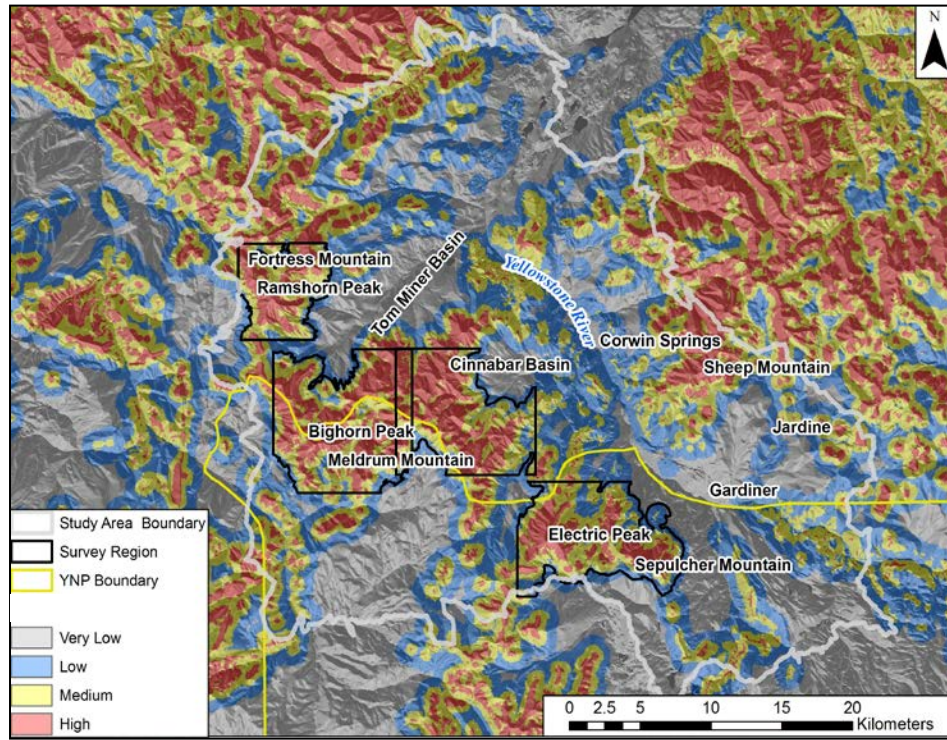 N
Fortress Mountain
Ramshorn Peak
Tom Miner Basin
Yellowstone River
Corwin Springs
Cinnabar Basin
Sheep Mountain
Bighorn Peak
Jardine
Meldrum Mountain
Gardiner
Electric Peak
Sepulcher Mountain
Study Area Boundary
Survey Region
YNP Boundary
Very Low
Low
Medium
High
0 2.5 5 10 15 20
Kilometers